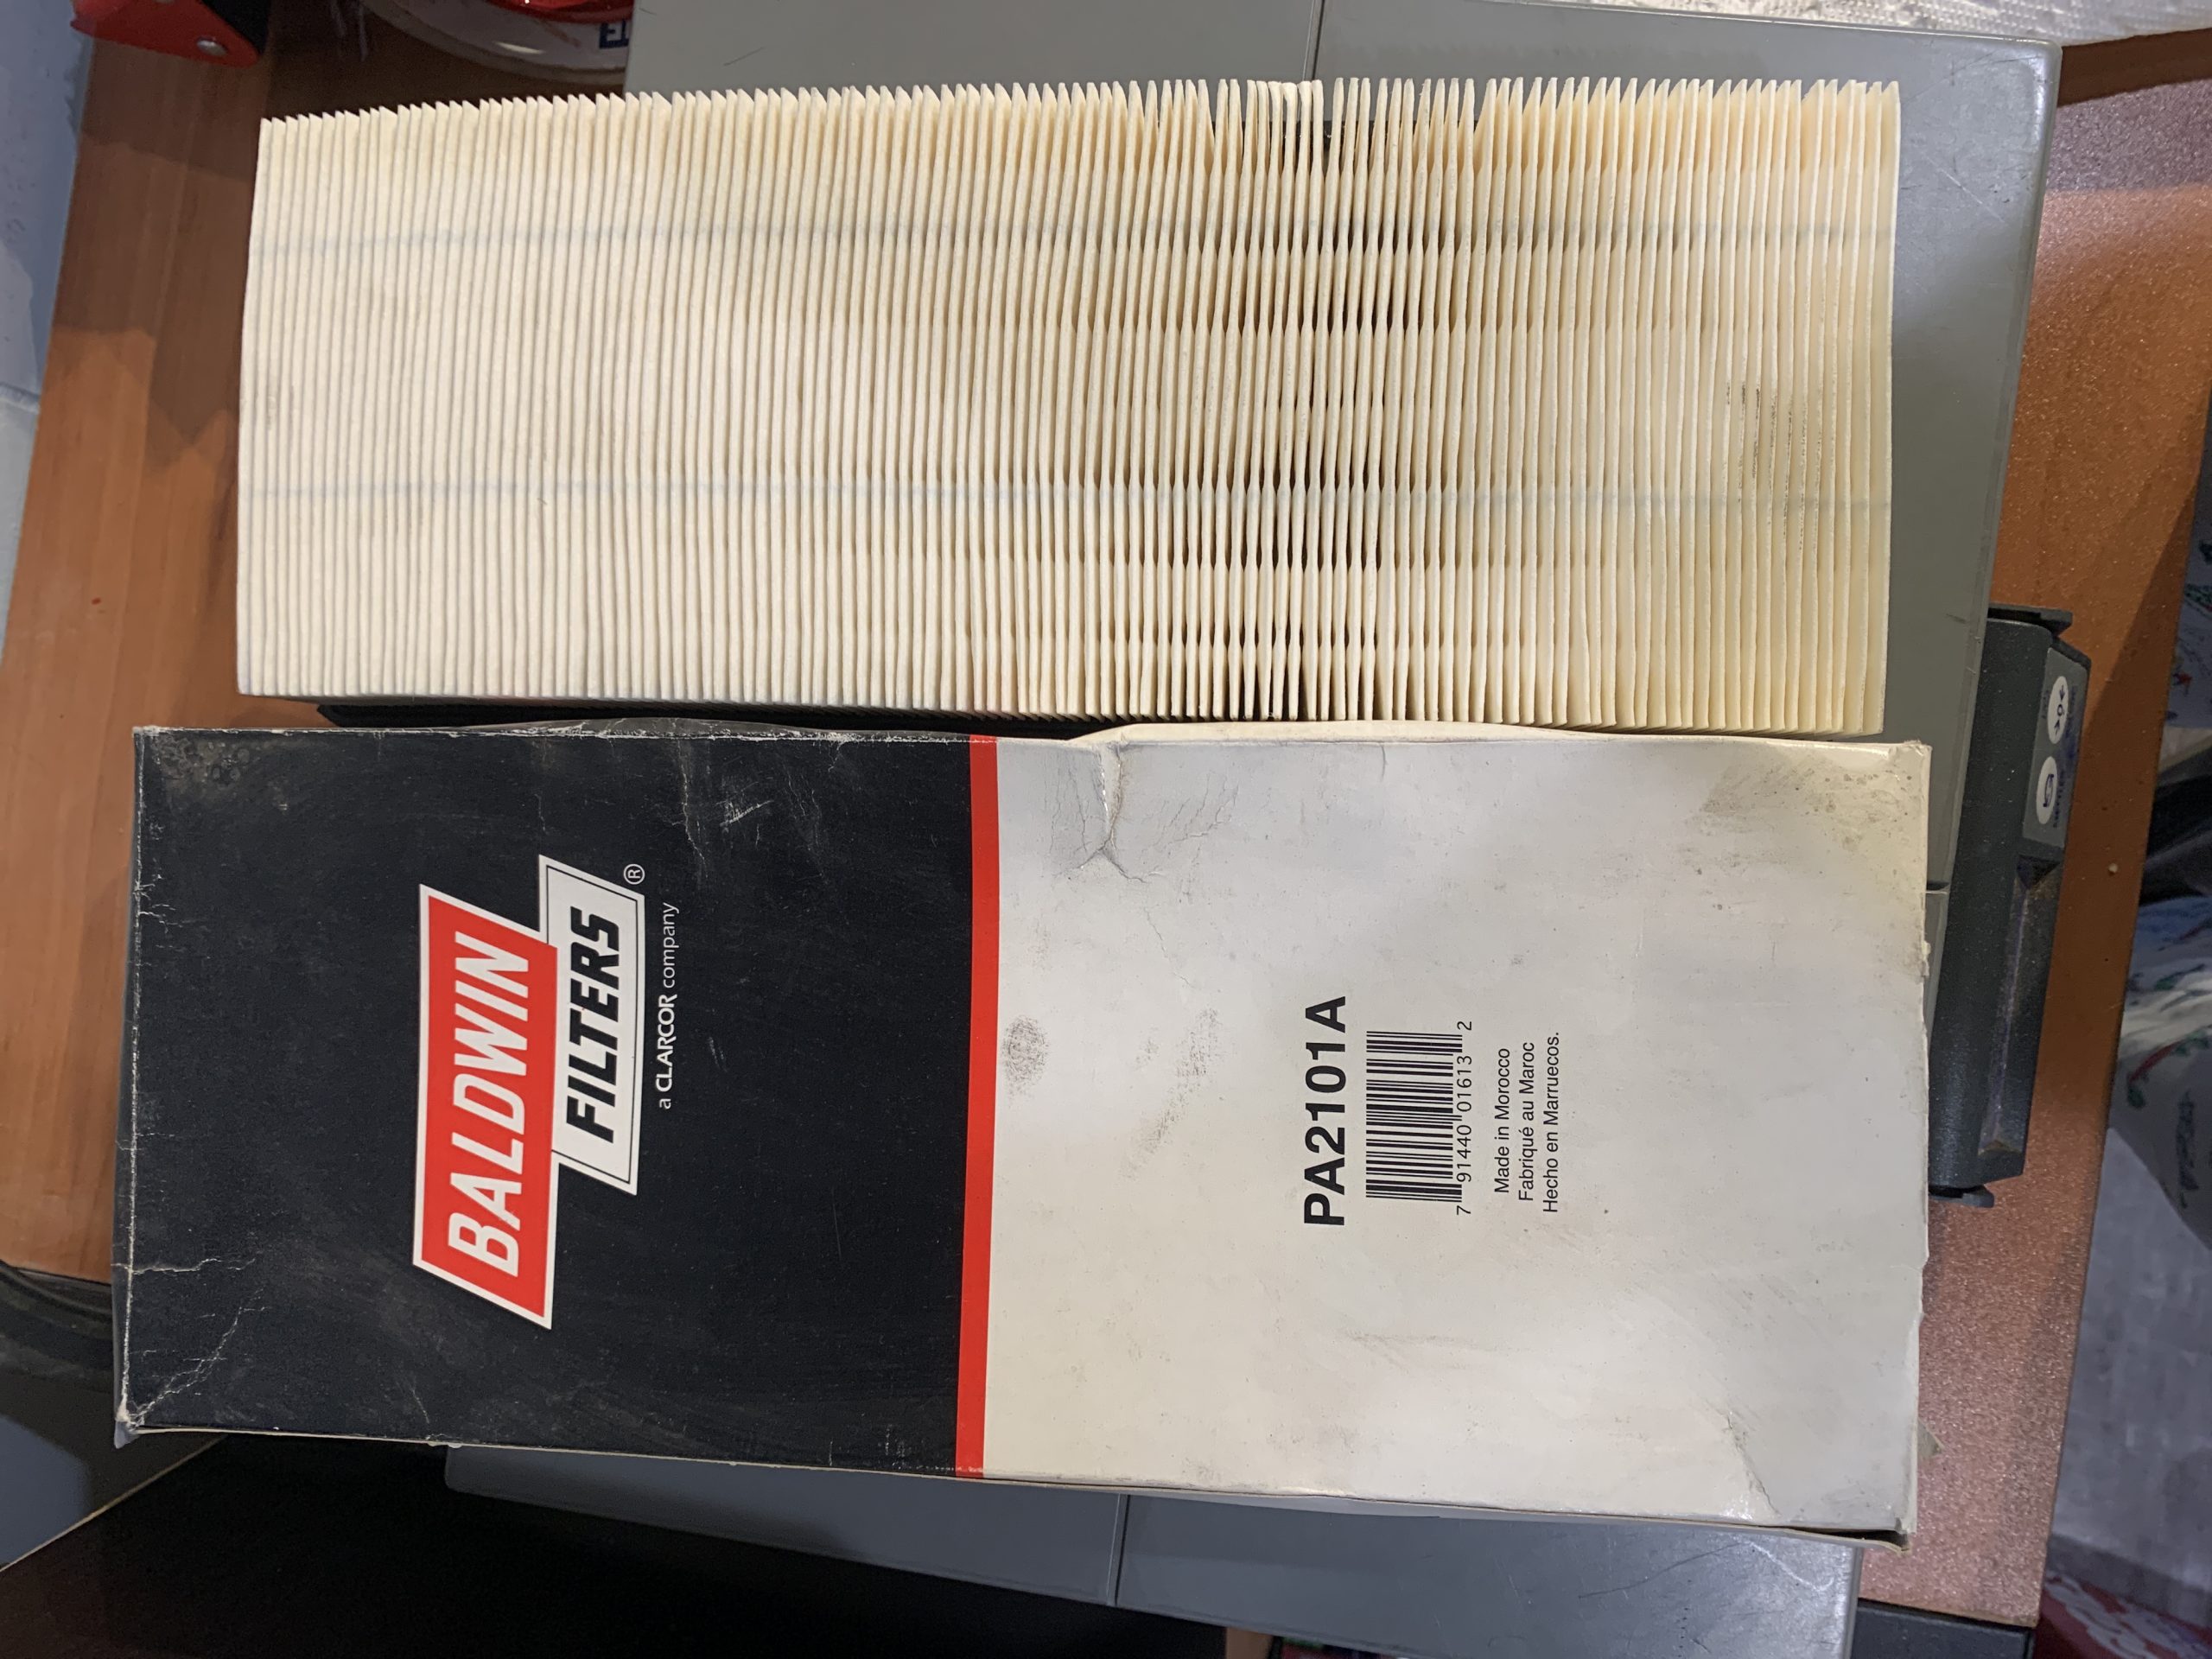 BALDWIN
FILTERS®
a CLARCOR company
PA2101A
7 91440 01613 2
Made in Morocco
Fabriqué au Maroc
Hecho en Marruecos.